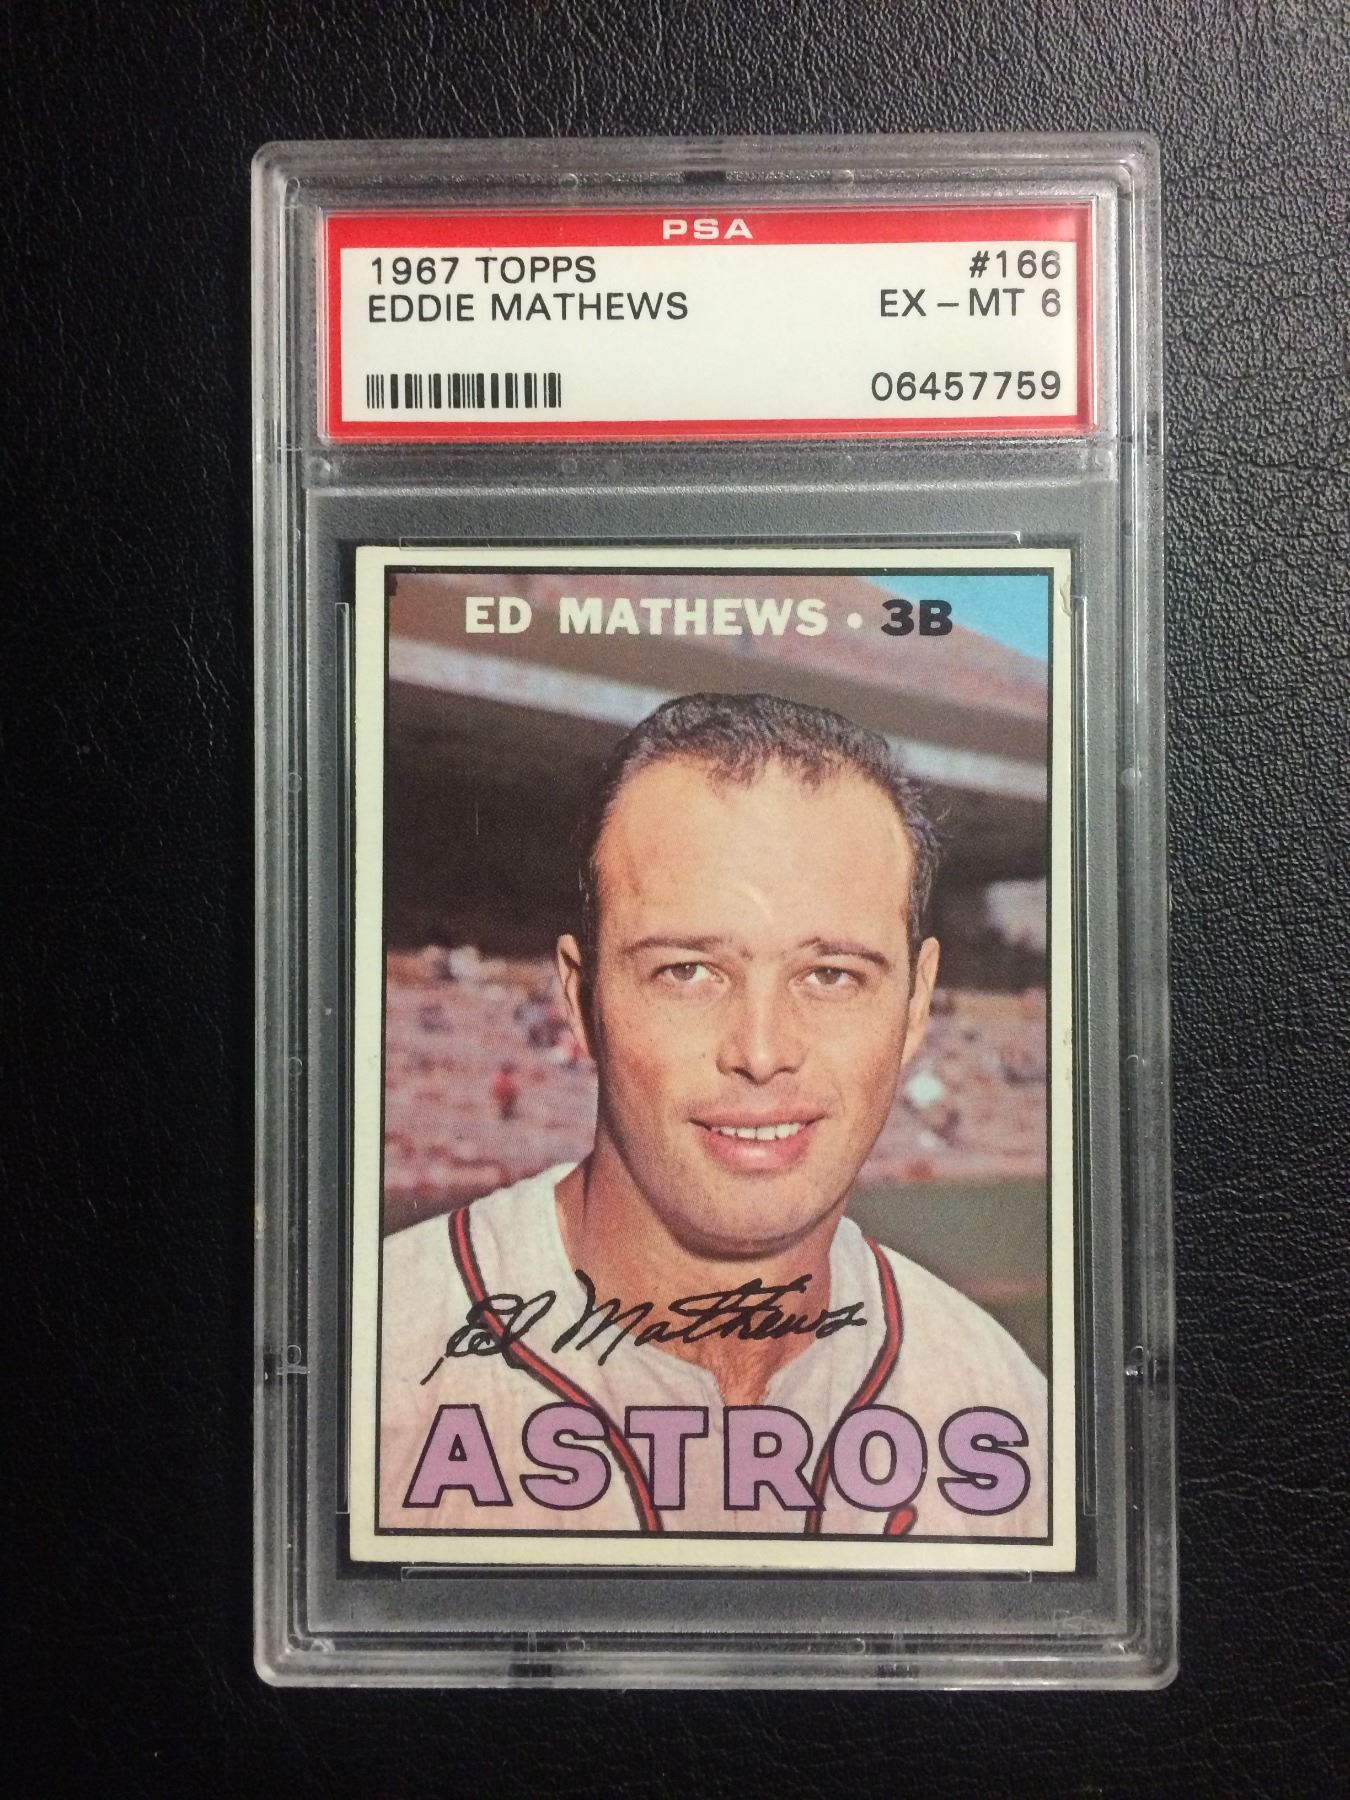 PSA
1967 TOPPS #166
EDDIE MATHEWS EX-MT 6
06457759
ED MATHEWS • 3B
Ed Mathews
ASTROS